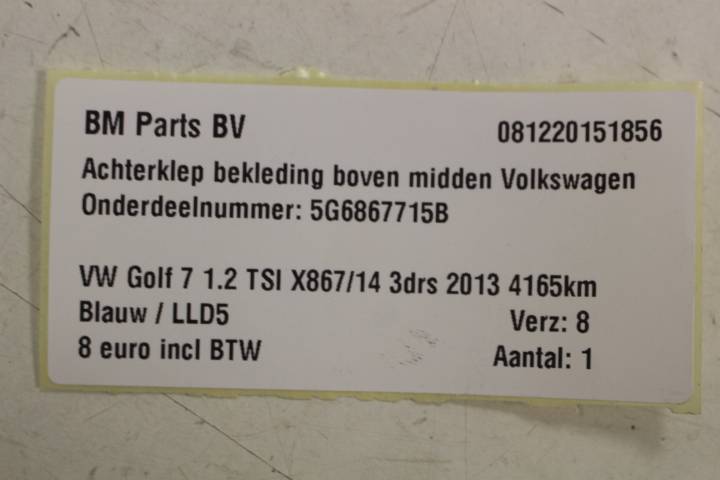 BM Parts BV 081220151856
Achterklep bekleding boven midden Volkswagen
Onderdeelnummer: 5G6867715B
VW Golf 7 1.2 TSI X867/14 3drs 2013 4165km
Blauw / LLD5 Verz: 8
8 euro incl BTW Aantal: 1